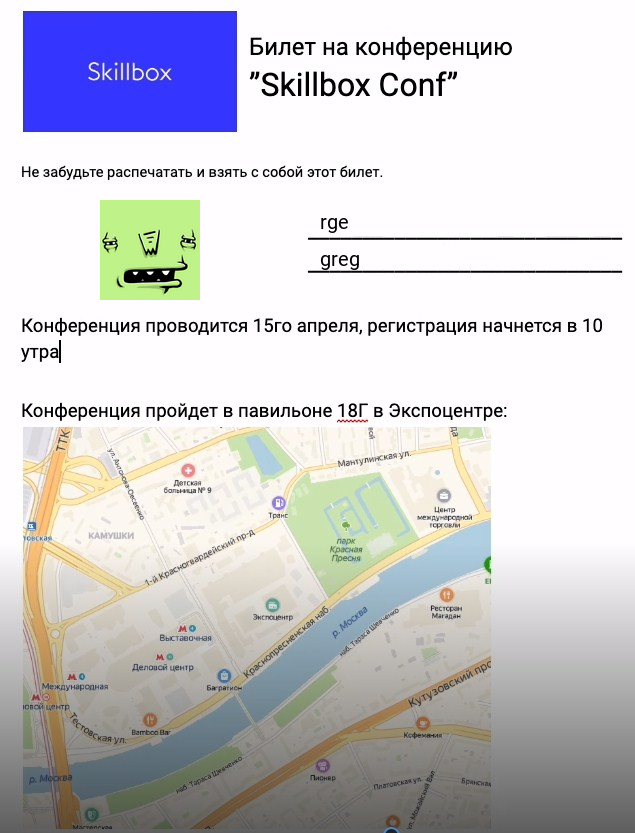 Skillbox
Билет на конференцию
”Skillbox Conf”
Не забудьте распечатать и взять с собой этот билет.
rge
greg
Конференция проводится 15го апреля, регистрация начнется в 10
утра
Конференция пройдет в павильоне 18Г в Экспоцентре:
ТТК
ул. Антонова-Овсеенко
Мантулинская ул.
Детская
больница № 9
Транс
Центр
международной
торговли
КАМУШКИ
парк
Красная
Пресня
1-й Красногвардейский пр-д
Экспоцентр
Краснопресненская наб.
р. Москва
наб. Тараса Шевченко
Ресторан
Магадан
Выставочная
Деловой центр
Международная
Багратион
Кутузовский про
Тестовская ул.
Bamboo Bar
Кофемания
р. Москва
наб. Тараса Шевченко
Пионер
Платовская ул.
Мастерская